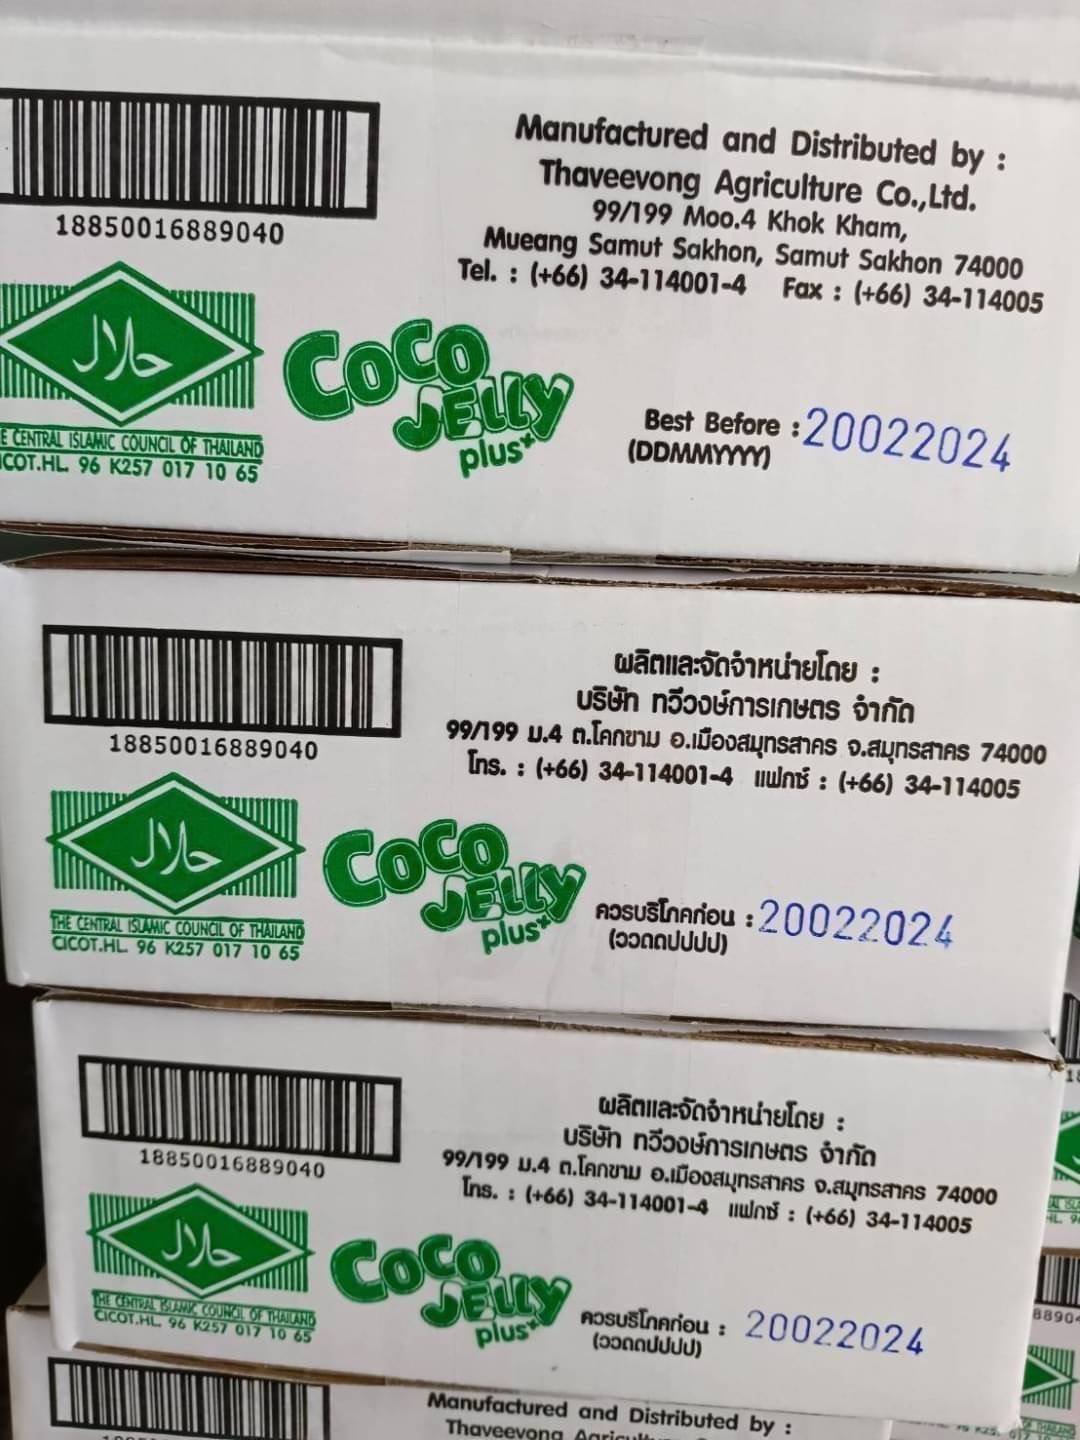 18850016889040
Manufactured and Distributed by :
Thaveevong Agriculture Co.,Ltd.
99/199 Moo.4 Khok Kham,
Mueang Samut Sakhon, Samut Sakhon 74000
Tel. : (+66) 34-114001-4 Fax : (+66) 34-114005
حلال
E CENTRAL ISLAMIC COUNCIL OF THAILAND
ICOT.HL. 96 K257 017 10 65
COCO
JELLY
plus+
Best Before : 20022024
(DDMMYYYY)
18850016889040
ผลิตและจัดจำหน่ายโดย :
บริษัท ทวีวงษ์การเกษตร จำกัด
99/199 ม.4 ต.โคกขาม อ.เมืองสมุทรสาคร จ.สมุทรสาคร 74000
โทร. : (+66) 34-114001-4 แฟกซ์ : (+66) 34-114005
حلال
THE CENTRAL ISLAMIC COUNCIL OF THAILAND
CICOT.HL. 96 K257 017 10 65
COCO
JELLY
plus+
ควรบริโภคก่อน : 20022024
(ววดดปปปป)
18850016889040
ผลิตและจัดจำหน่ายโดย :
บริษัท ทวีวงษ์การเกษตร จำกัด
99/199 ม.4 ต.โคกขาม อ.เมืองสมุทรสาคร จ.สมุทรสาคร 74000
โทร. : (+66) 34-114001-4 แฟกซ์ : (+66) 34-114005
حلال
THE CENTRAL ISLAMIC COUNCIL OF THAILAND
CICOT.HL. 96 K257 017 10 65
COCO
JELLY
plus+
ควรบริโภคก่อน : 20022024
(ววดดปปปป)
Manufactured and Distributed by :
Thaveevong